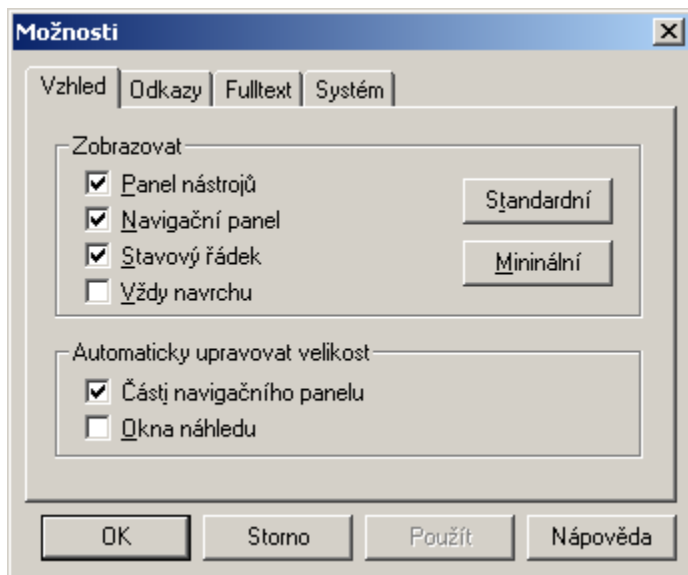 Možnosti
Vzhled Odkazy Fulltext Systém
Zobrazovat
Panel nástrojů
Standardní
Navigační panel
Stavový řádek
Mininální
Vždy navrchu
Automaticky upravovat velikost
Části navigačního panelu
Okna náhledu
OK Storno Použít Nápověda